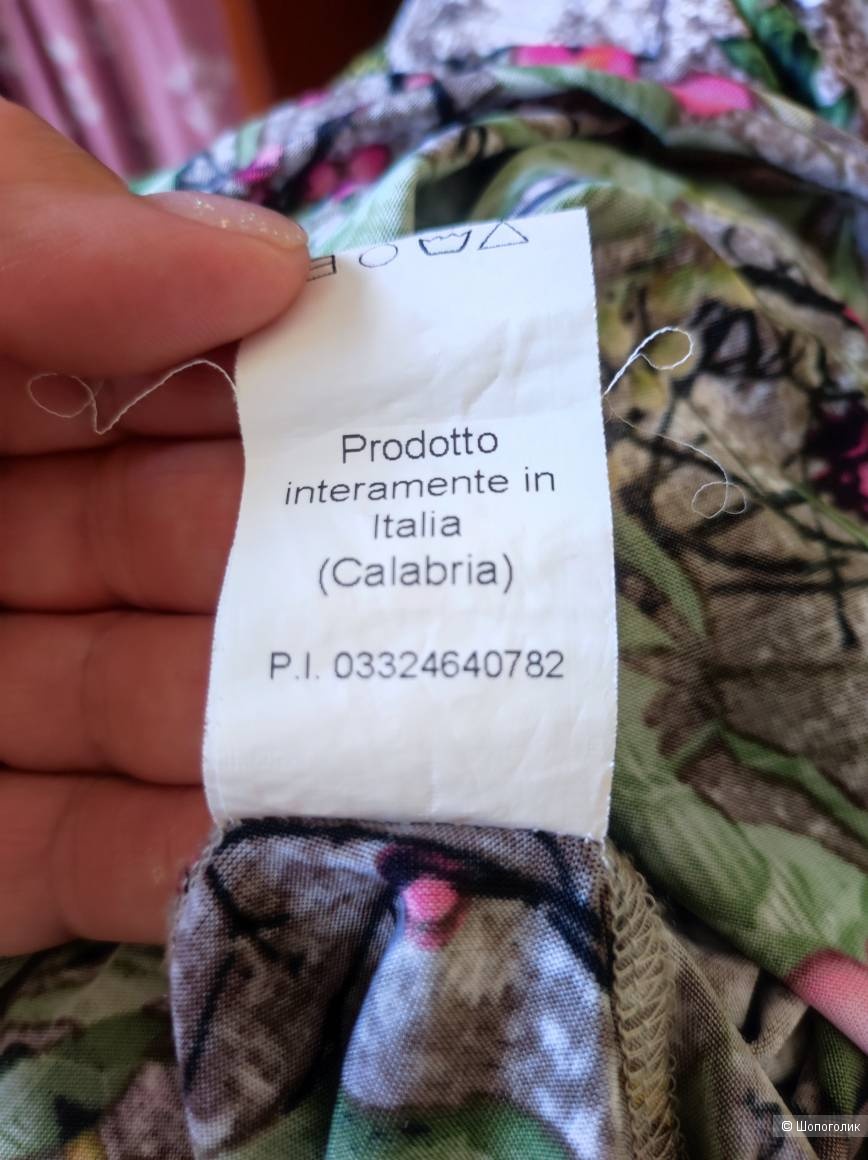 Prodotto
interamente in
Italia
(Calabria)
P.I. 03324640782
© Шопоголик